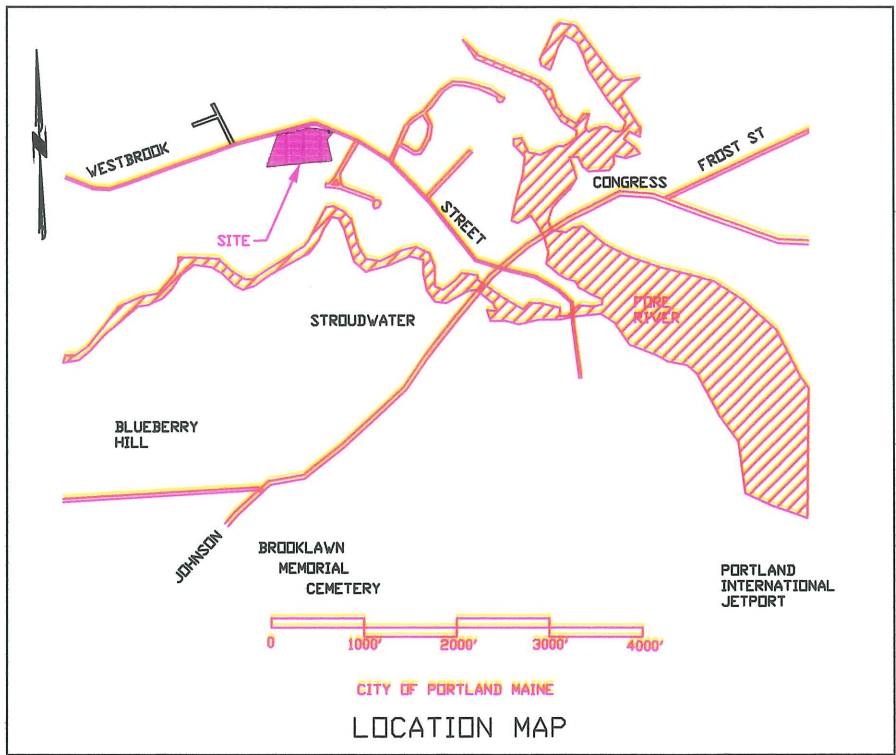 FROST ST
WESTBROOK
CONGRESS
N
STREET
SITE
FORE
RIVER
STROUDWATER
BLUEBERRY
HILL
JOHNSON
BROOKLAWN
MEMORIAL
CEMETERY
PORTLAND
INTERNATIONAL
JETPORT
0 1000' 2000' 3000' 4000'
CITY OF PORTLAND MAINE
LOCATION MAP